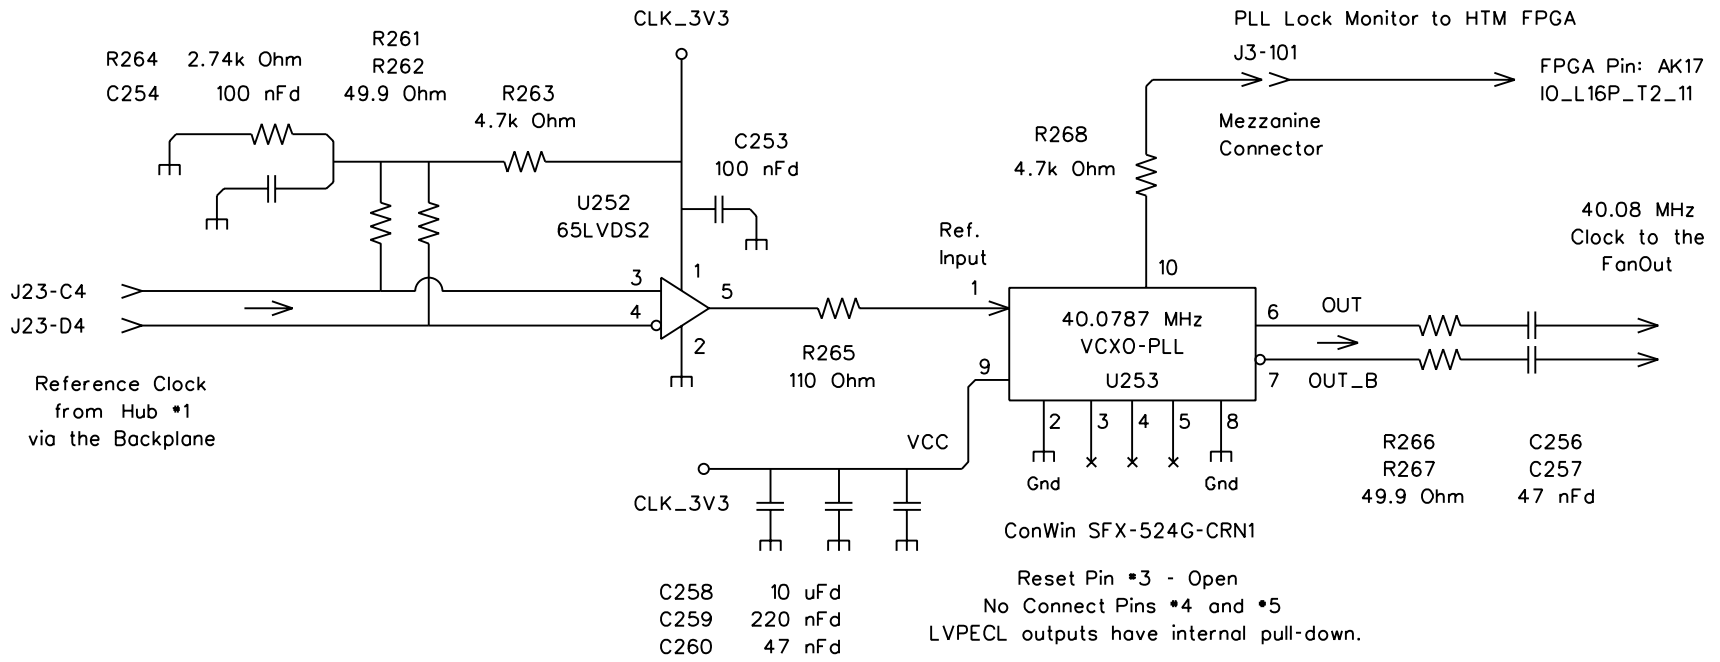 CLK_3V3
PLL Lock Monitor to HTM FPGA
R264 2.74k Ohm
C254 100 nFd
R261
R262
49.9 Ohm
R263
4.7k Ohm
J3-101
FPGA Pin: AK17
IO_L16P_T2_11
Mezzanine
Connector
C253
100 nFd
R268
4.7k Ohm
U252
65LVDS2
40.08 MHz
Clock to the
FanOut
Ref.
Input
J23-C4
J23-D4
3
4
1
5
2
1
10
9
6
7
40.0787 MHz
VCXO-PLL
U253
OUT
OUT_B
R265
110 Ohm
Reference Clock
from Hub #1
via the Backplane
2
3
4
5
8
VCC
CLK_3V3
Gnd
Gnd
R266
R267
49.9 Ohm
C256
C257
47 nFd
ConWin SFX-524G-CRN1
Reset Pin #3 - Open
No Connect Pins #4 and #5
LVPECL outputs have internal pull-down.
C258 10 uFd
C259 220 nFd
C260 47 nFd